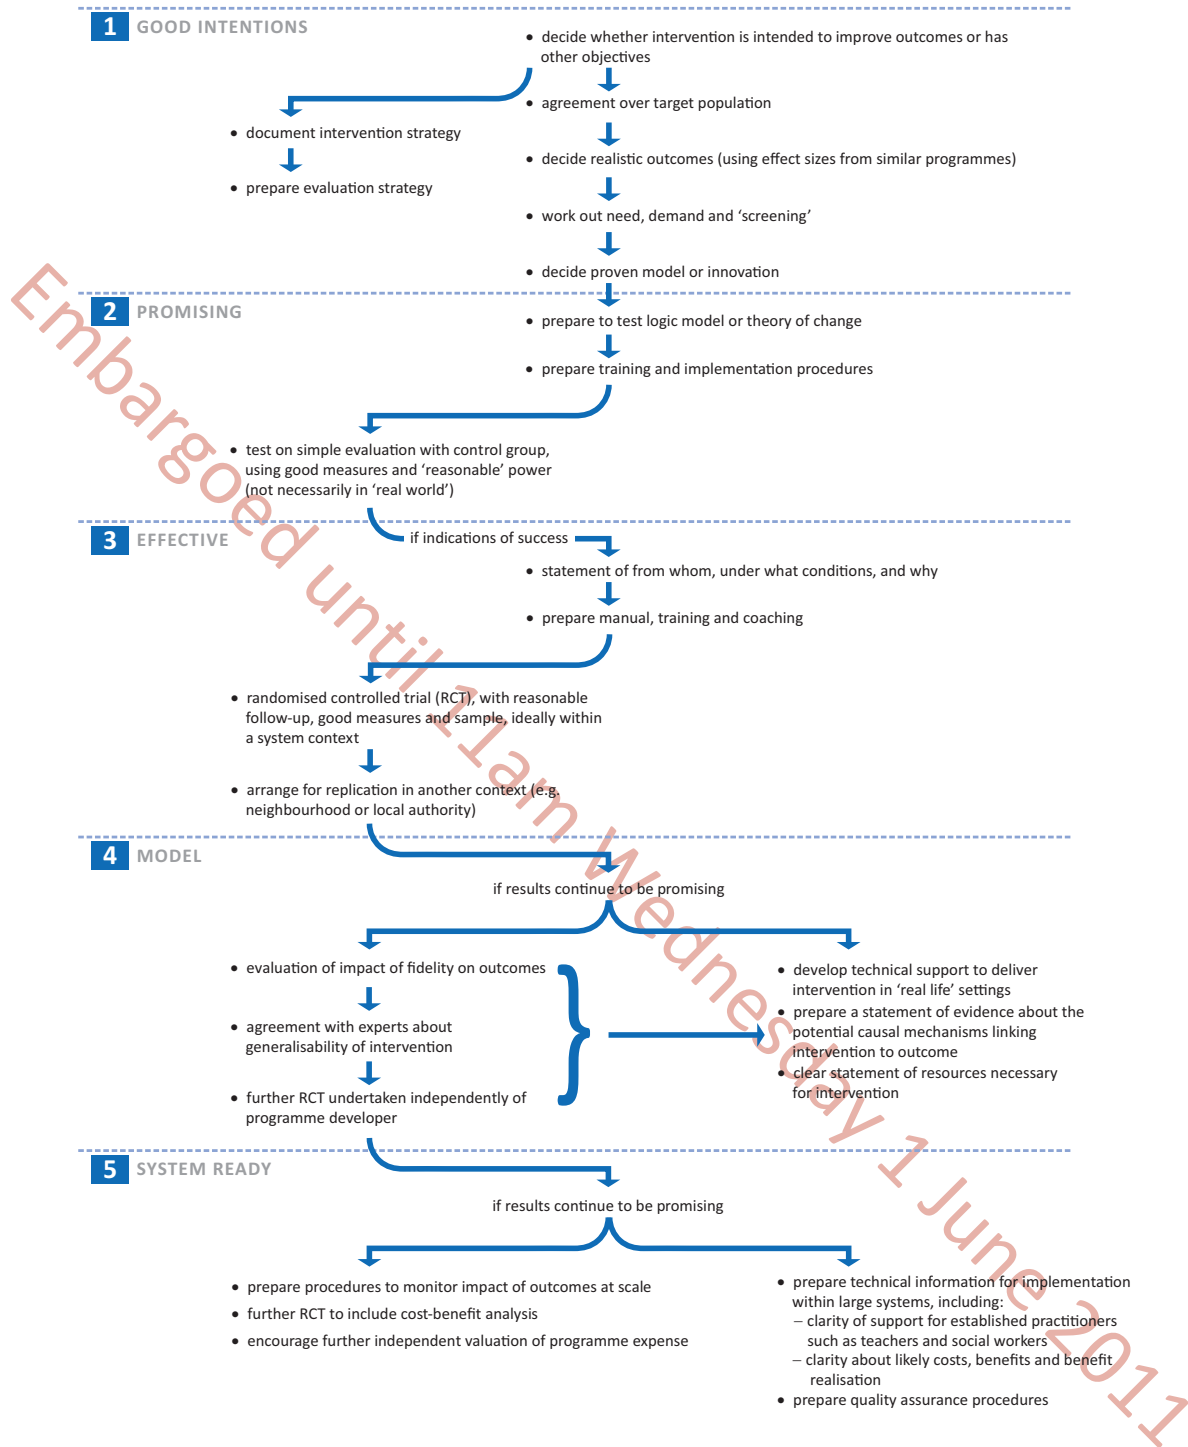 1 GOOD INTENTIONS
• decide whether intervention is intended to improve outcomes or has
other objectives
• agreement over target population
• document intervention strategy
• decide realistic outcomes (using effect sizes from similar programmes)
• prepare evaluation strategy
• work out need, demand and ‘screening’
• decide proven model or innovation
2 PROMISING
• prepare to test logic model or theory of change
• prepare training and implementation procedures
• test on simple evaluation with control group,
using good measures and ‘reasonable’ power
(not necessarily in ‘real world’)
3 EFFECTIVE
if indications of success
• statement of from whom, under what conditions, and why
• prepare manual, training and coaching
• randomised controlled trial (RCT), with reasonable
follow-up, good measures and sample, ideally within
a system context
• arrange for replication in another context (e.g.
neighbourhood or local authority)
4 MODEL
if results continue to be promising
• evaluation of impact of fidelity on outcomes
• agreement with experts about
generalisability of intervention
• further RCT undertaken independently of
programme developer
• develop technical support to deliver
intervention in ‘real life’ settings
• prepare a statement of evidence about the
potential causal mechanisms linking
intervention to outcome
• clear statement of resources necessary
for intervention
5 SYSTEM READY
if results continue to be promising
• prepare procedures to monitor impact of outcomes at scale
• further RCT to include cost-benefit analysis
• encourage further independent valuation of programme expense
• prepare technical information for implementation
within large systems, including:
– clarity of support for established practitioners
such as teachers and social workers
– clarity about likely costs, benefits and benefit
realisation
• prepare quality assurance procedures
Embargoed until 11am Wednesday 1 June 2011